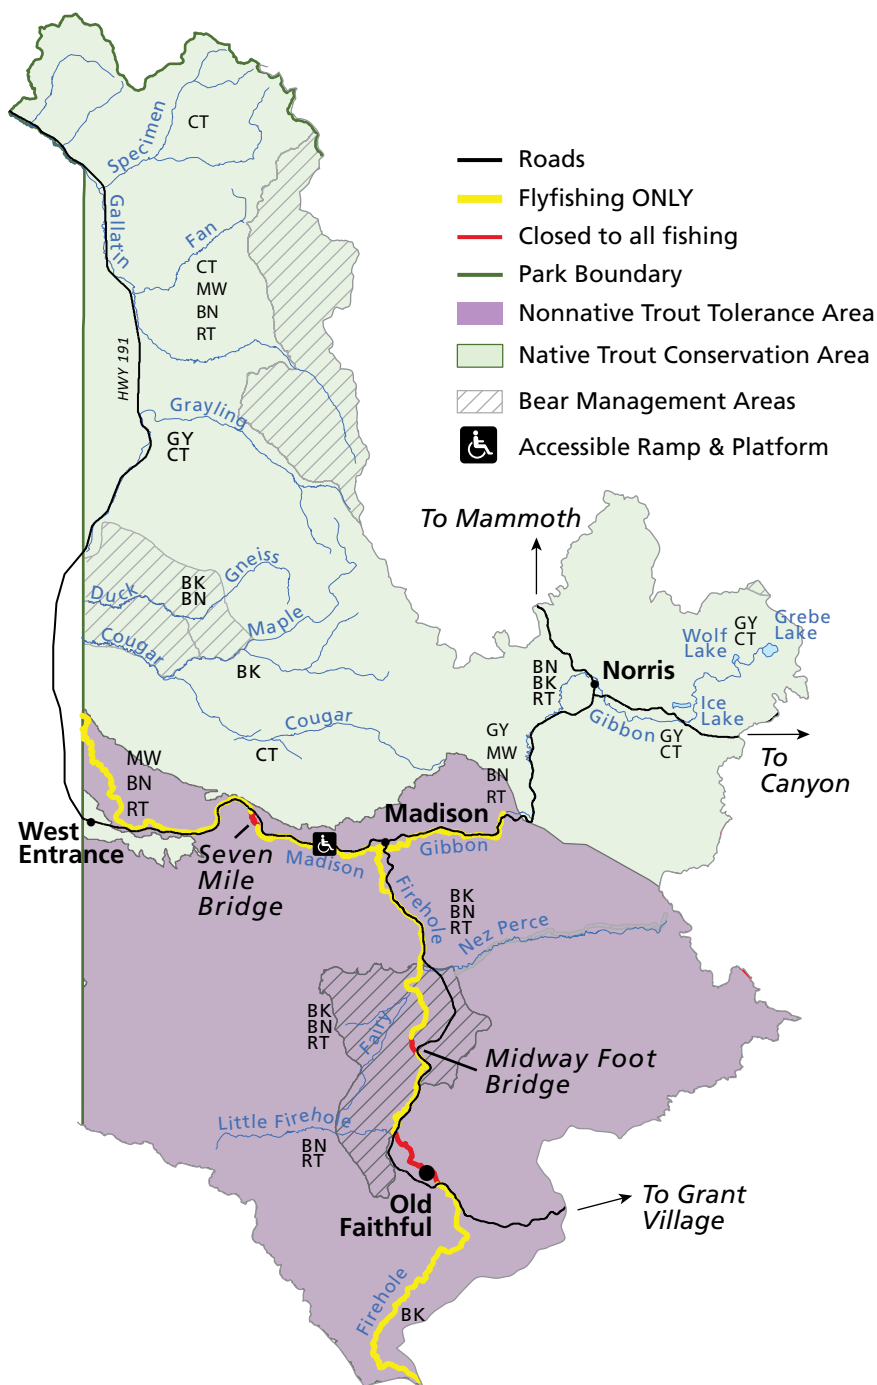 Roads
Flyfishing ONLY
Closed to all fishing
Park Boundary
Nonnative Trout Tolerance Area
Native Trout Conservation Area
Bear Management Areas
Accessible Ramp & Platform
CT
Specimen
Gallatin
Fan
CT
MW
BN
RT
HWY 191
Grayling
GY
CT
To Mammoth
Gneiss
Duck
BK
BN
Maple
Cougar
BK
Cougar
CT
Wolf
Lake
GY
CT
Grebe
Lake
BN
BK
RT
Norris
Ice
Lake
Gibbon
GY
CT
To
Canyon
GY
MW
BN
RT
MW
BN
RT
West
Entrance
Seven
Mile
Bridge
Madison
Madison
Gibbon
Firehole
BK
BN
RT
Nez Perce
BK
BN
RT
Fairy
Midway Foot
Bridge
Little Firehole
BN
RT
Old
Faithful
To Grant
Village
Firehole
BK